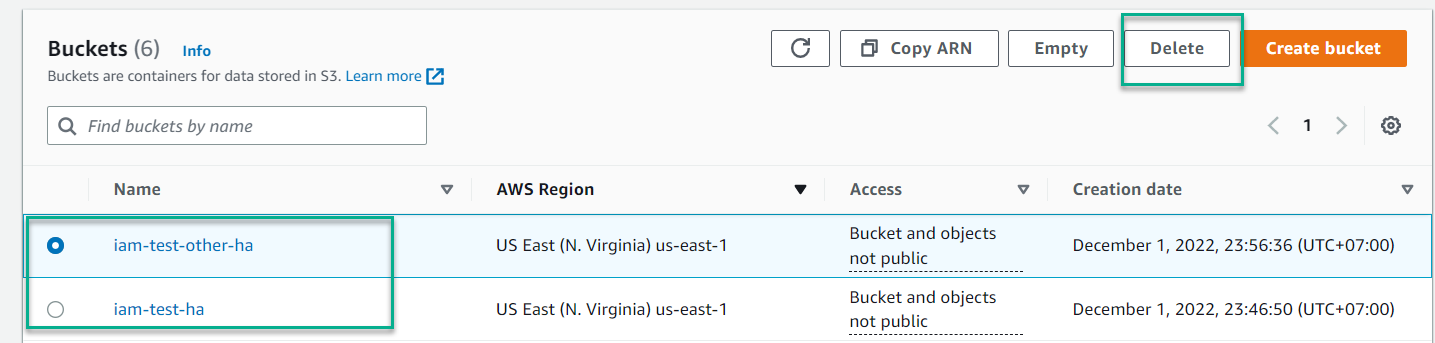 Buckets (6) Info
Buckets are containers for data stored in S3. Learn more
Copy ARN
Empty
Delete
Create bucket
Find buckets by name
1
Name AWS Region Access Creation date
iam-test-other-ha US East (N. Virginia) us-east-1 Bucket and objects not public December 1, 2022, 23:56:36 (UTC+07:00)
iam-test-ha US East (N. Virginia) us-east-1 Bucket and objects not public December 1, 2022, 23:46:50 (UTC+07:00)